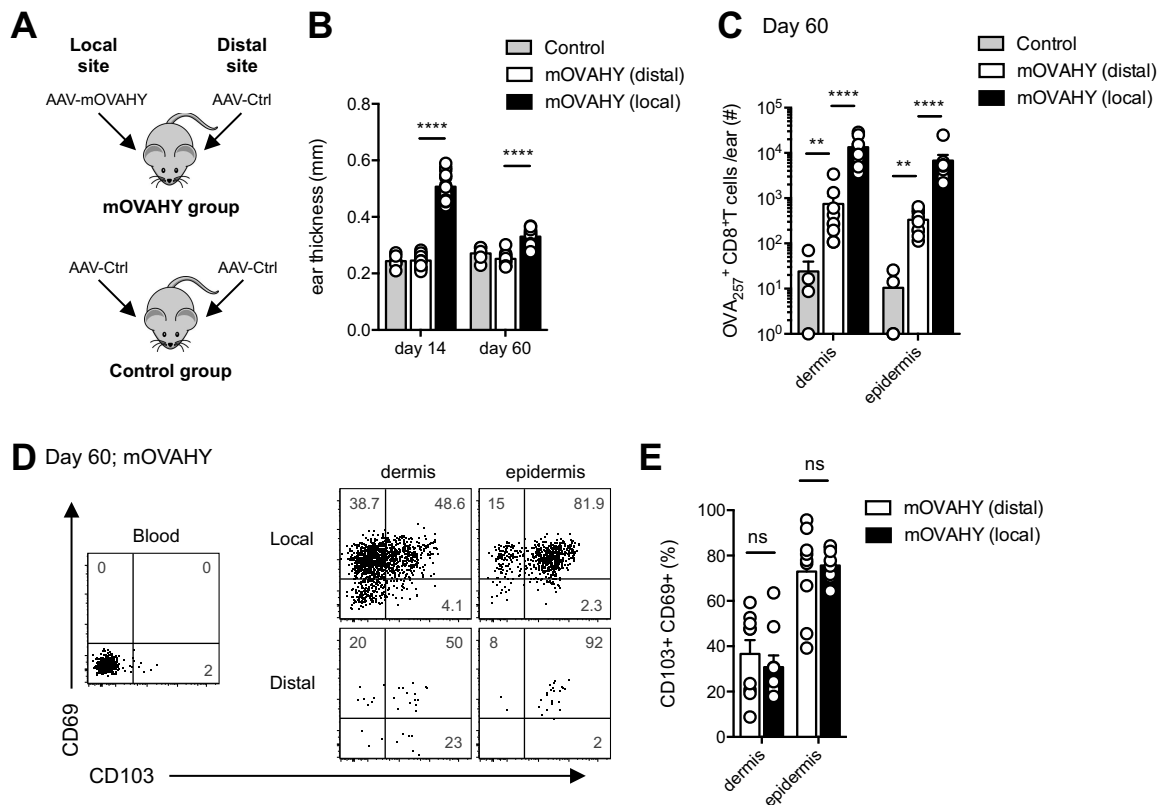 A
Local site
Distal site
AAV-mOVAHY
AAV-Ctrl
mOVAHY group
AAV-Ctrl
AAV-Ctrl
Control group
B
Control
mOVAHY (distal)
mOVAHY (local)
ear thickness (mm)
0.8
0.6
0.4
0.2
0.0
****
****
day 14
day 60
C Day 60
Control
mOVAHY (distal)
mOVAHY (local)
OVA257+ CD8+T cells /ear (#)
10^5
10^4
10^3
10^2
10^1
10^0
**
****
**
****
dermis
epidermis
D Day 60; mOVAHY
dermis
epidermis
Blood
0
0
2
Local
38.7
48.6
4.1
15
81.9
2.3
Distal
20
50
23
8
92
2
CD69
CD103
E
mOVAHY (distal)
mOVAHY (local)
CD103+ CD69+ (%)
100
80
60
40
20
0
ns
ns
dermis
epidermis